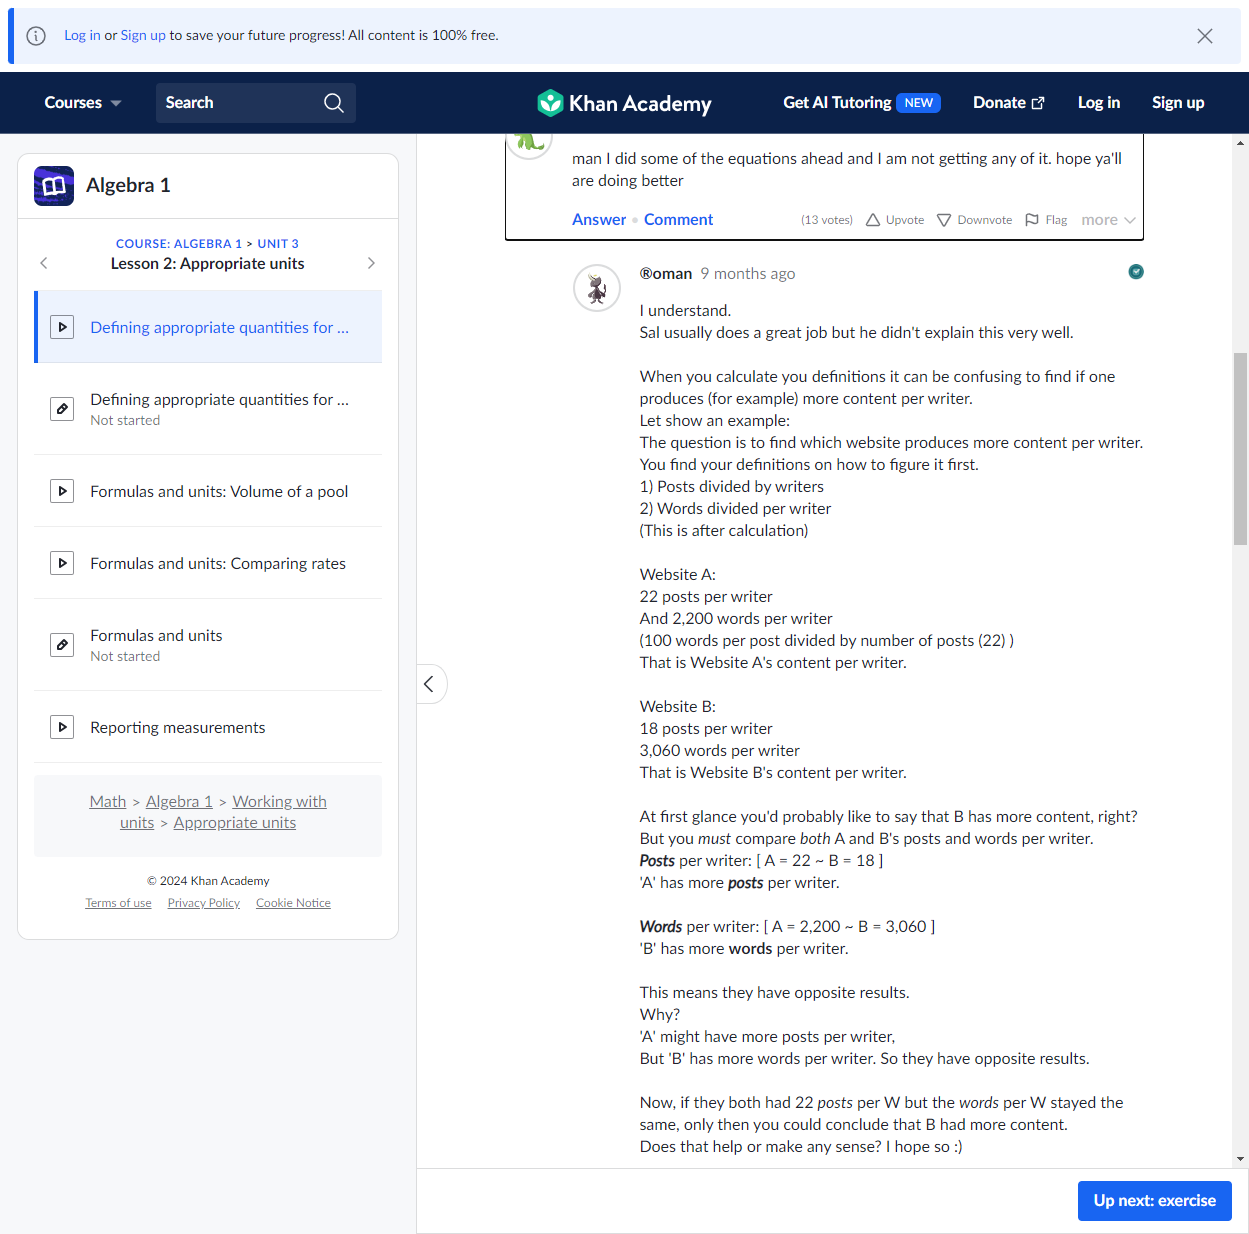 Log in or Sign up to save your future progress! All content is 100% free.
Courses
Search
Khan Academy
Get AI Tutoring NEW
Donate
Log in
Sign up
Algebra 1
COURSE: ALGEBRA 1 > UNIT 3
Lesson 2: Appropriate units
Defining appropriate quantities for ...
Defining appropriate quantities for ...
Not started
Formulas and units: Volume of a pool
Formulas and units: Comparing rates
Formulas and units
Not started
Reporting measurements
Math > Algebra 1 > Working with
units > Appropriate units
© 2024 Khan Academy
Terms of use Privacy Policy Cookie Notice
man I did some of the equations ahead and I am not getting any of it. hope ya'll
are doing better
Answer • Comment (13 votes) Upvote Downvote Flag more
®oman 9 months ago
I understand.
Sal usually does a great job but he didn't explain this very well.
When you calculate you definitions it can be confusing to find if one
produces (for example) more content per writer.
Let show an example:
The question is to find which website produces more content per writer.
You find your definitions on how to figure it first.
1) Posts divided by writers
2) Words divided per writer
(This is after calculation)
Website A:
22 posts per writer
And 2,200 words per writer
(100 words per post divided by number of posts (22) )
That is Website A's content per writer.
Website B:
18 posts per writer
3,060 words per writer
That is Website B's content per writer.
At first glance you'd probably like to say that B has more content, right?
But you must compare both A and B's posts and words per writer.
Posts per writer: [ A = 22 ~ B = 18 ]
'A' has more posts per writer.
Words per writer: [ A = 2,200 ~ B = 3,060 ]
'B' has more words per writer.
This means they have opposite results.
Why?
'A' might have more posts per writer,
But 'B' has more words per writer. So they have opposite results.
Now, if they both had 22 posts per W but the words per W stayed the
same, only then you could conclude that B had more content.
Does that help or make any sense? I hope so :)
Up next: exercise